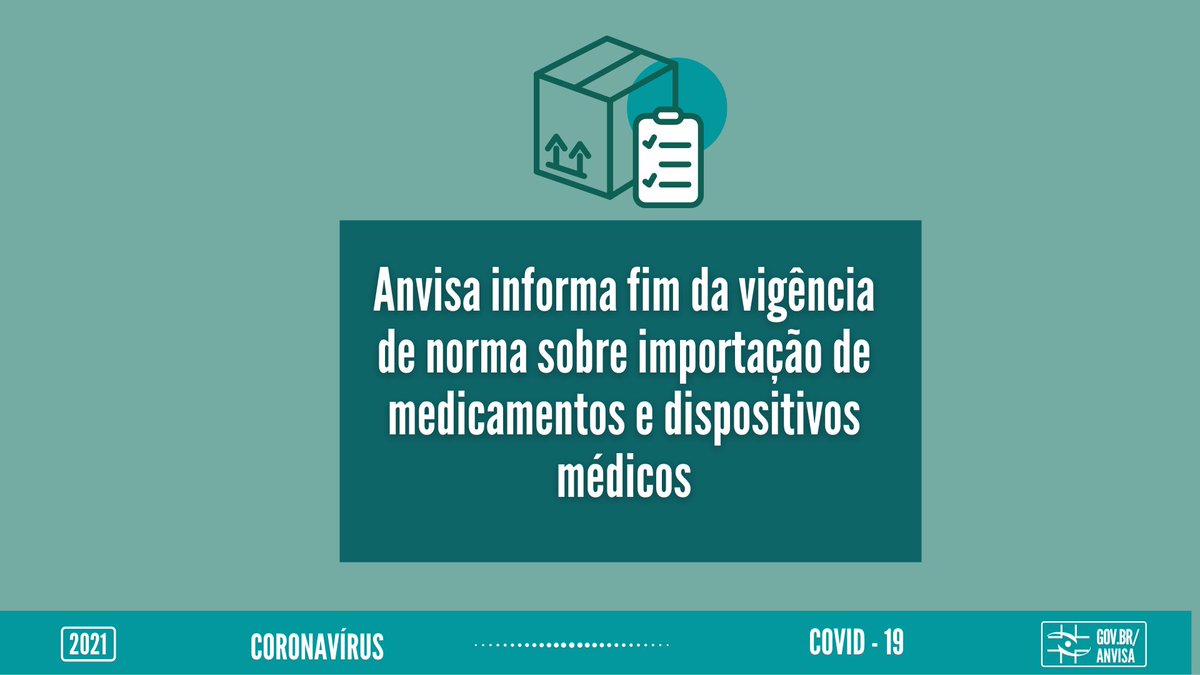 Anvisa informa fim da vigência
de norma sobre importação de
medicamentos e dispositivos
médicos
2021
CORONAVÍRUS
COVID - 19
GOV.BR/
ANVISA